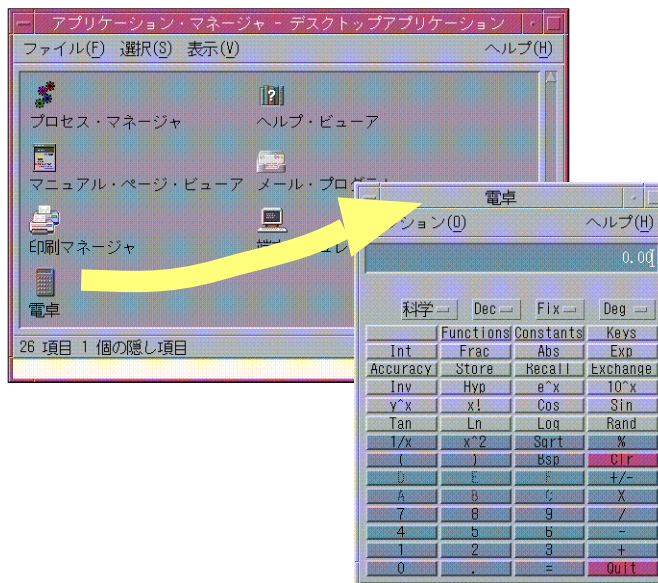 アプリケーション・マネージャ - デスクトップアプリケーション
ファイル(F) 選択(S) 表示(V) ヘルプ(H)
プロセス・マネージャ ヘルプ・ビューア
マニュアル・ページ・ビューア メール・プログラム
印刷マネージャ
電卓
26 項目 1 個の隠し項目
電卓
ション(O) ヘルプ(H)
0.00
科学 Dec Fix Deg
Functions Constants Keys
Int Frac Abs Exp
Accuracy Store Recall Exchange
Inv Hyp e^x 10^x
y^x x! Cos Sin
Tan Ln Log Rand
1/x x^2 Sqrt %
( ) Bsp Clr
D E F +/-
A B C X
7 8 9 /
4 5 6 -
1 2 3 +
0 . = Quit